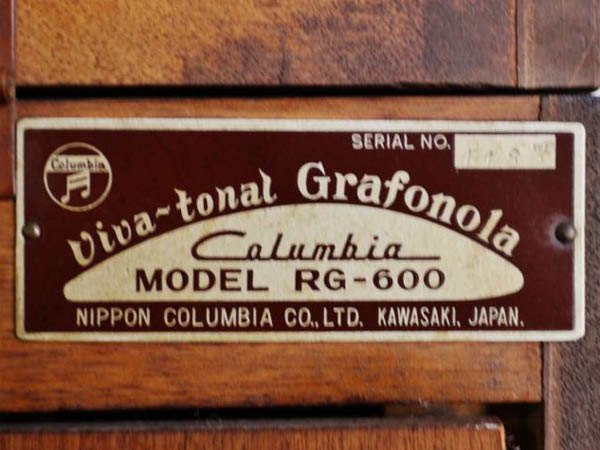 SERIAL NO.
Columbia
Viva-tonal Grafonola
Columbia
MODEL RG-600
NIPPON COLUMBIA CO., LTD. KAWASAKI, JAPAN.